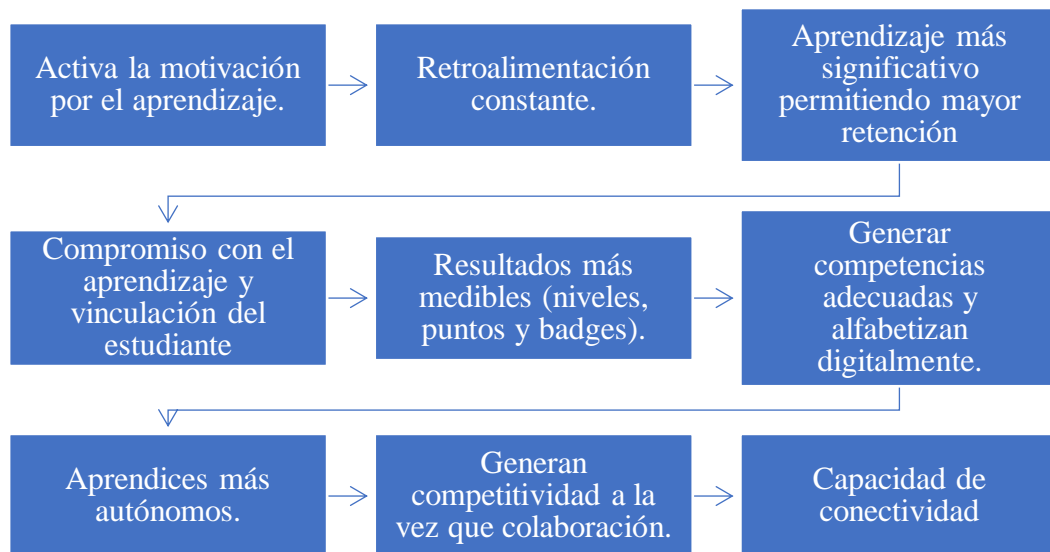 Activa la motivación
por el aprendizaje.
Retroalimentación
constante.
Aprendizaje más
significativo
permitiendo mayor
retención
Compromiso con el
aprendizaje y
vinculación del
estudiante
Resultados más
medibles (niveles,
puntos y badges).
Generar
competencias
adecuadas y
alfabetizan
digitalmente.
Aprendices más
autónomos.
Generan
competitividad a la
vez que colaboración.
Capacidad de
conectividad